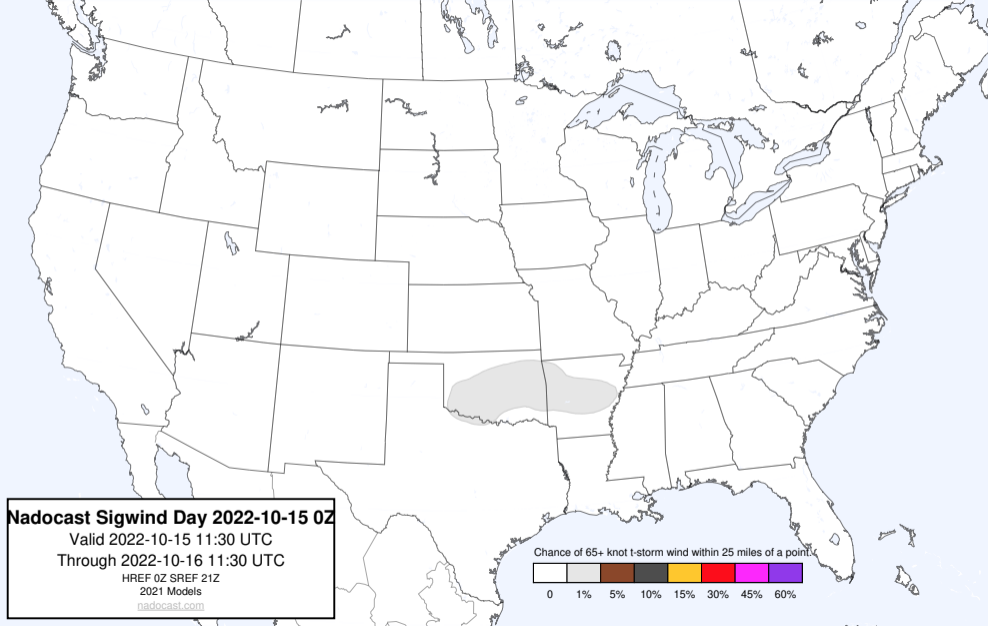 Nadocast Sigwind Day 2022-10-15 0Z
Valid 2022-10-15 11:30 UTC
Through 2022-10-16 11:30 UTC
HREF 0Z SREF 21Z
2021 Models
nadocast.com
Chance of 65+ knot t-storm wind within 25 miles of a point.
0 1% 5% 10% 15% 30% 45% 60%